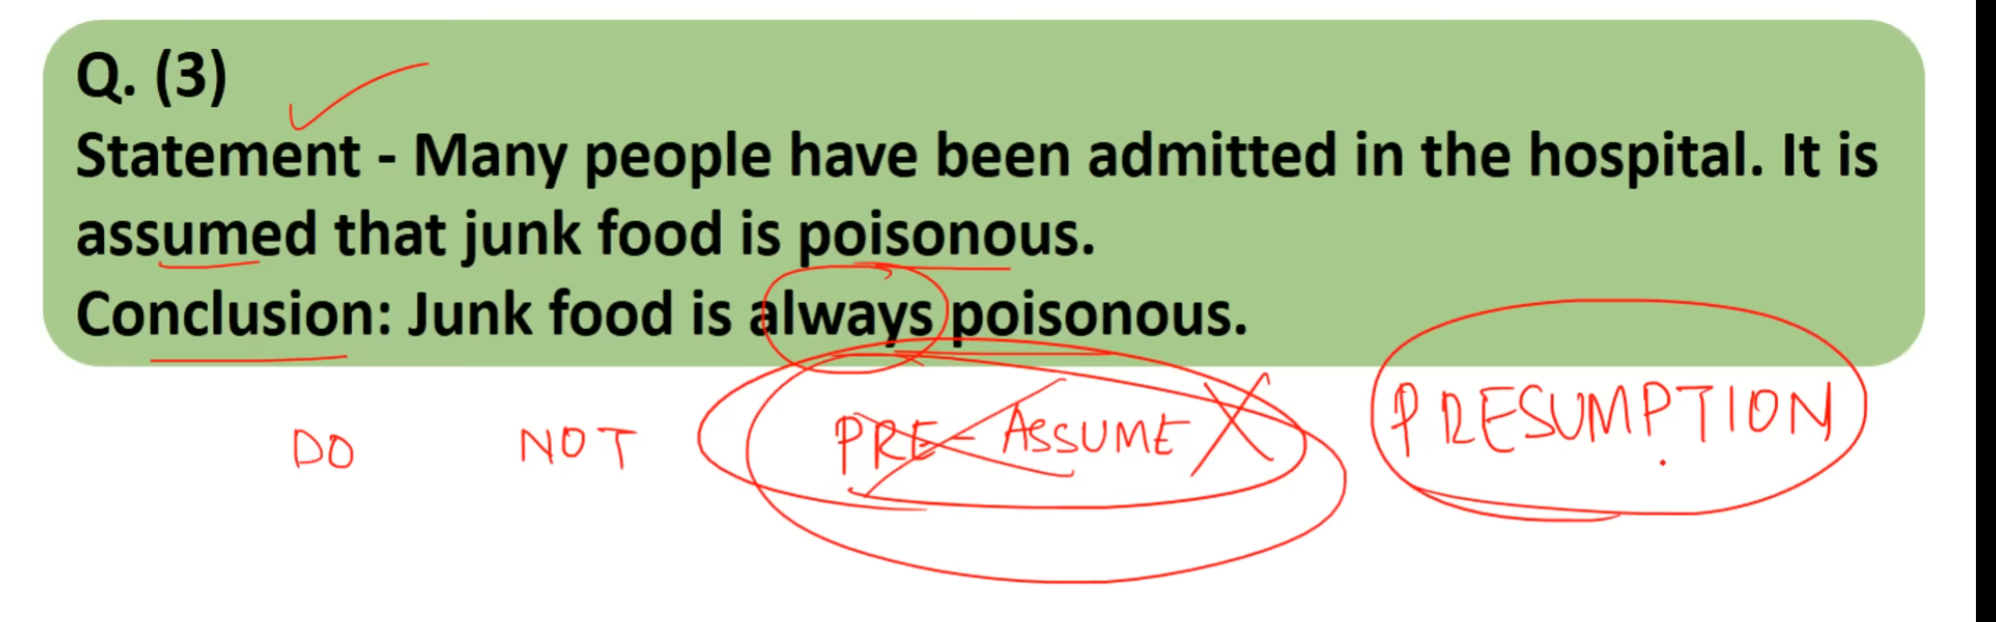 Q. (3)
Statement - Many people have been admitted in the hospital. It is
assumed that junk food is poisonous.
Conclusion: Junk food is always poisonous.
DO NOT PRE-ASSUME PRESUMPTION